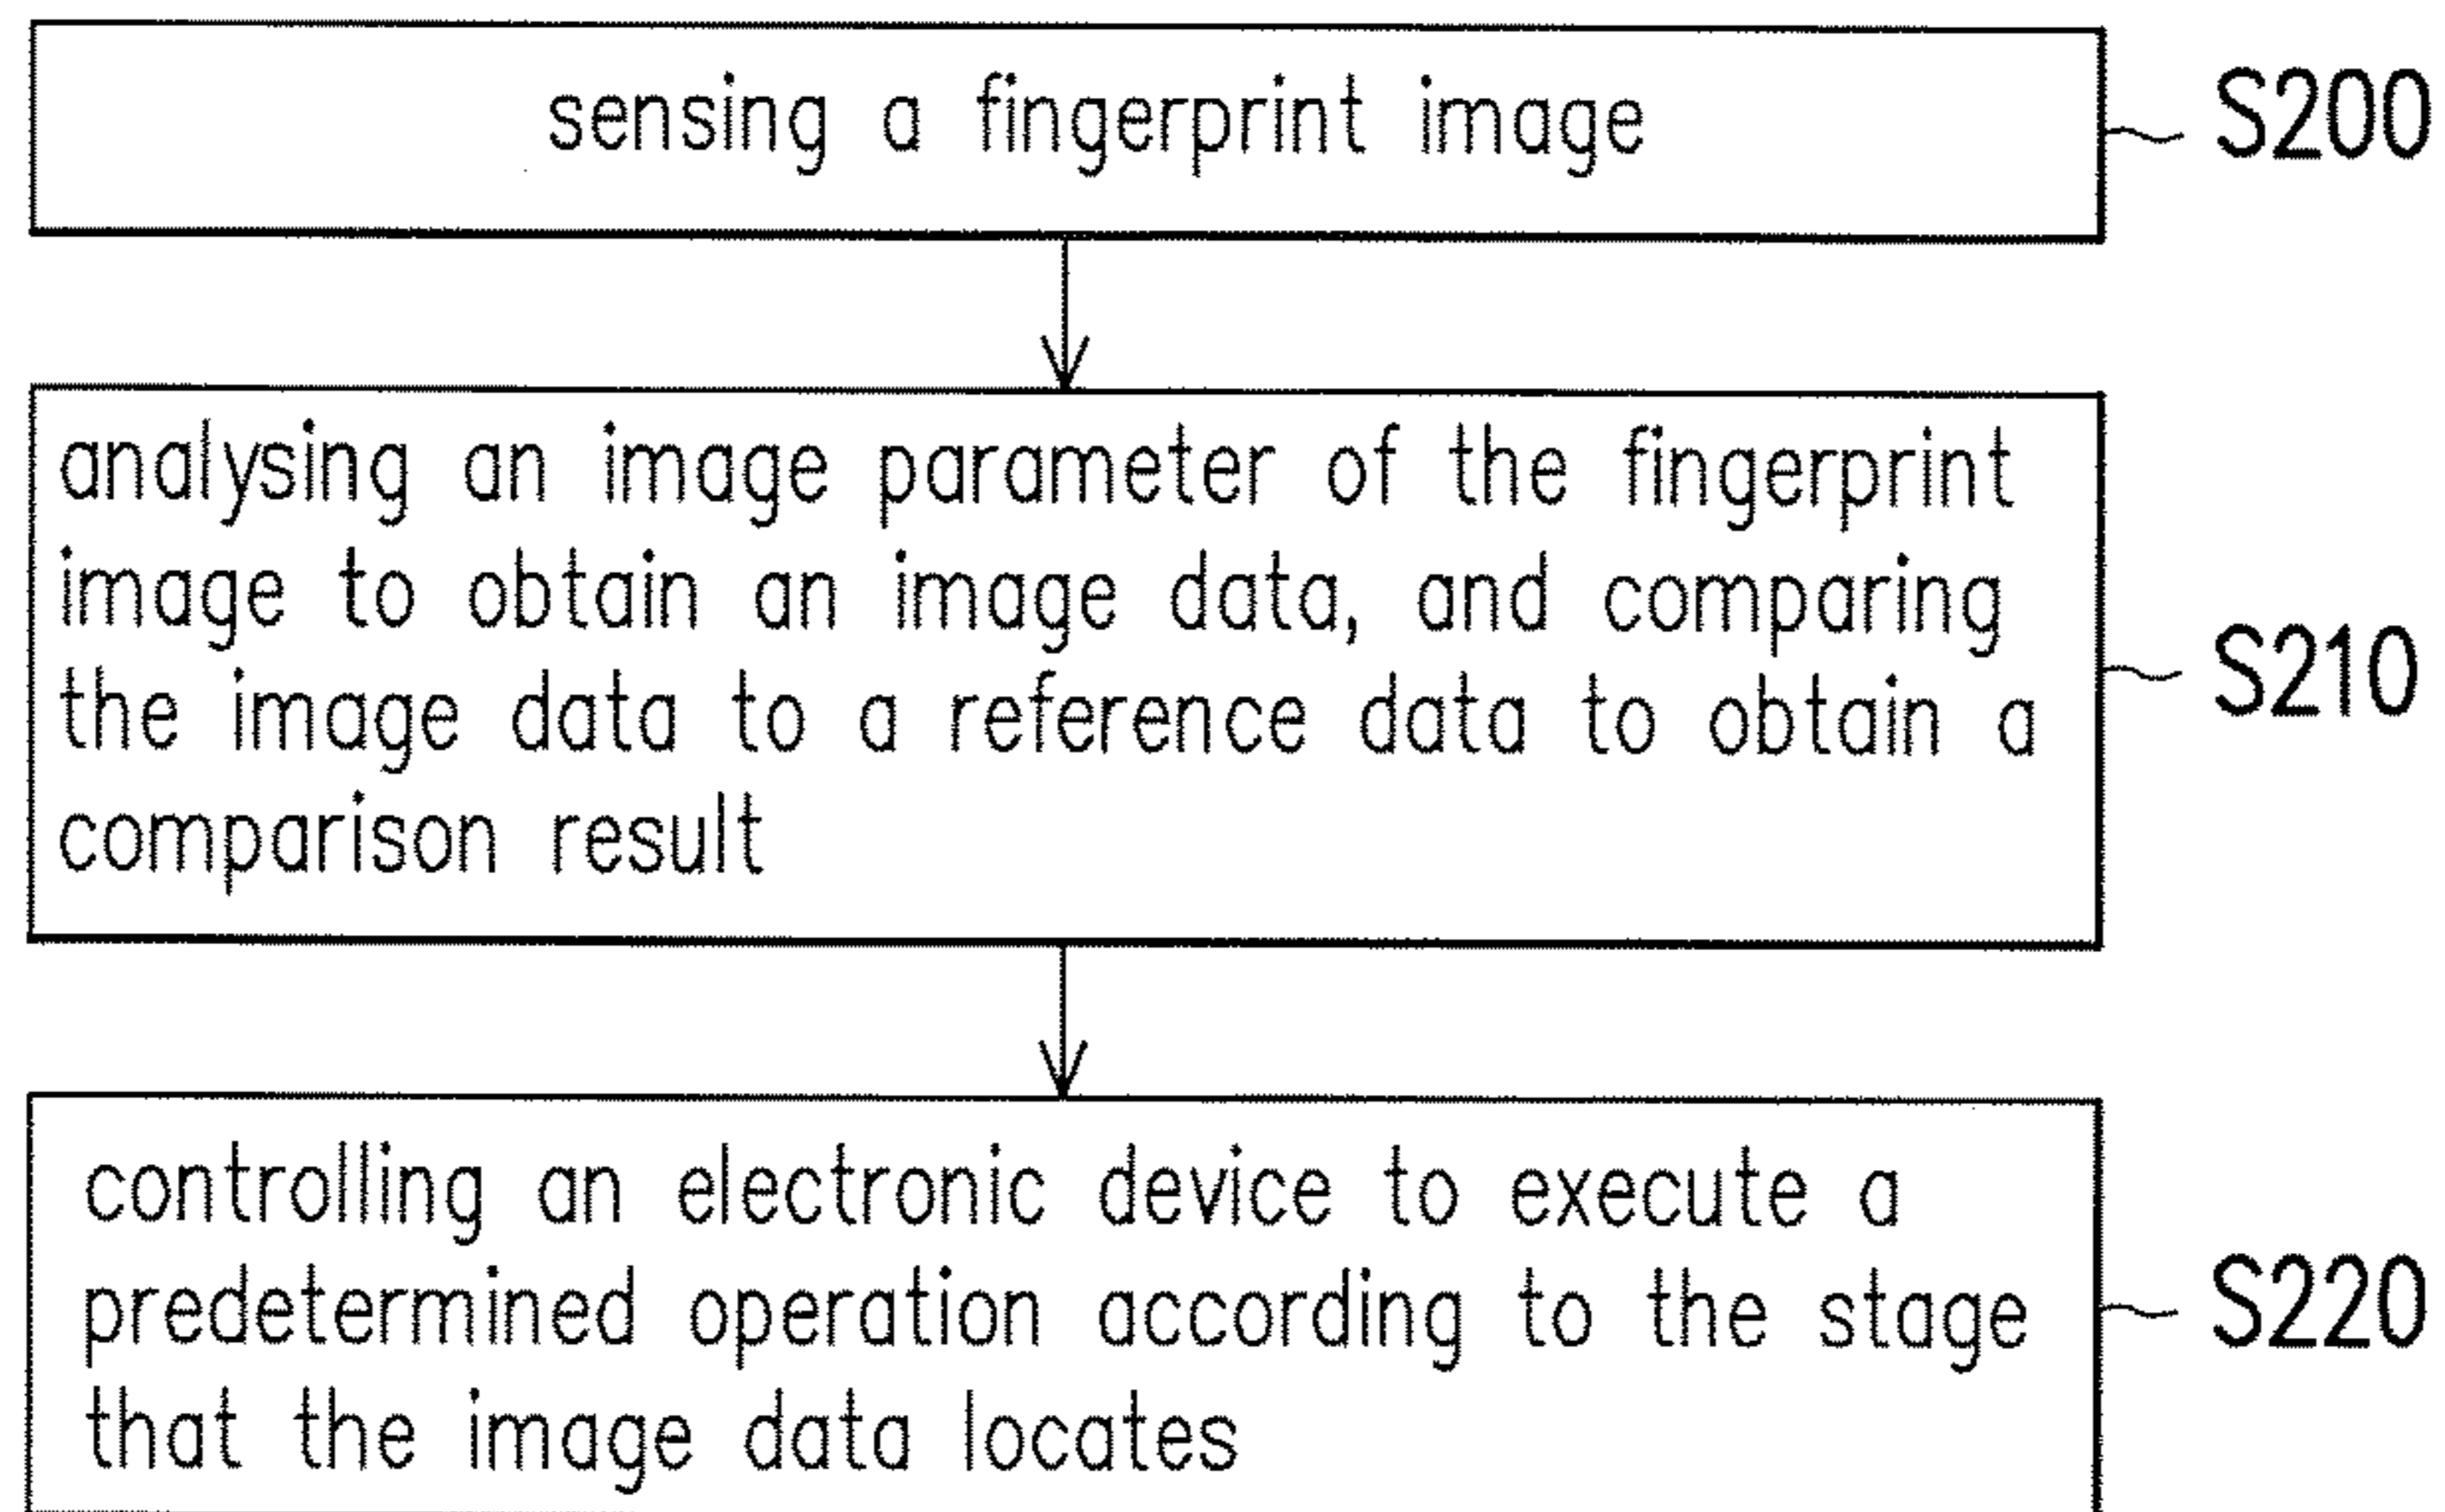 sensing a fingerprint image
S200
analysing an image parameter of the fingerprint
image to obtain an image data, and comparing
the image data to a reference data to obtain a
comparison result
S210
controlling an electronic device to execute a
predetermined operation according to the stage
that the image data locates
S220